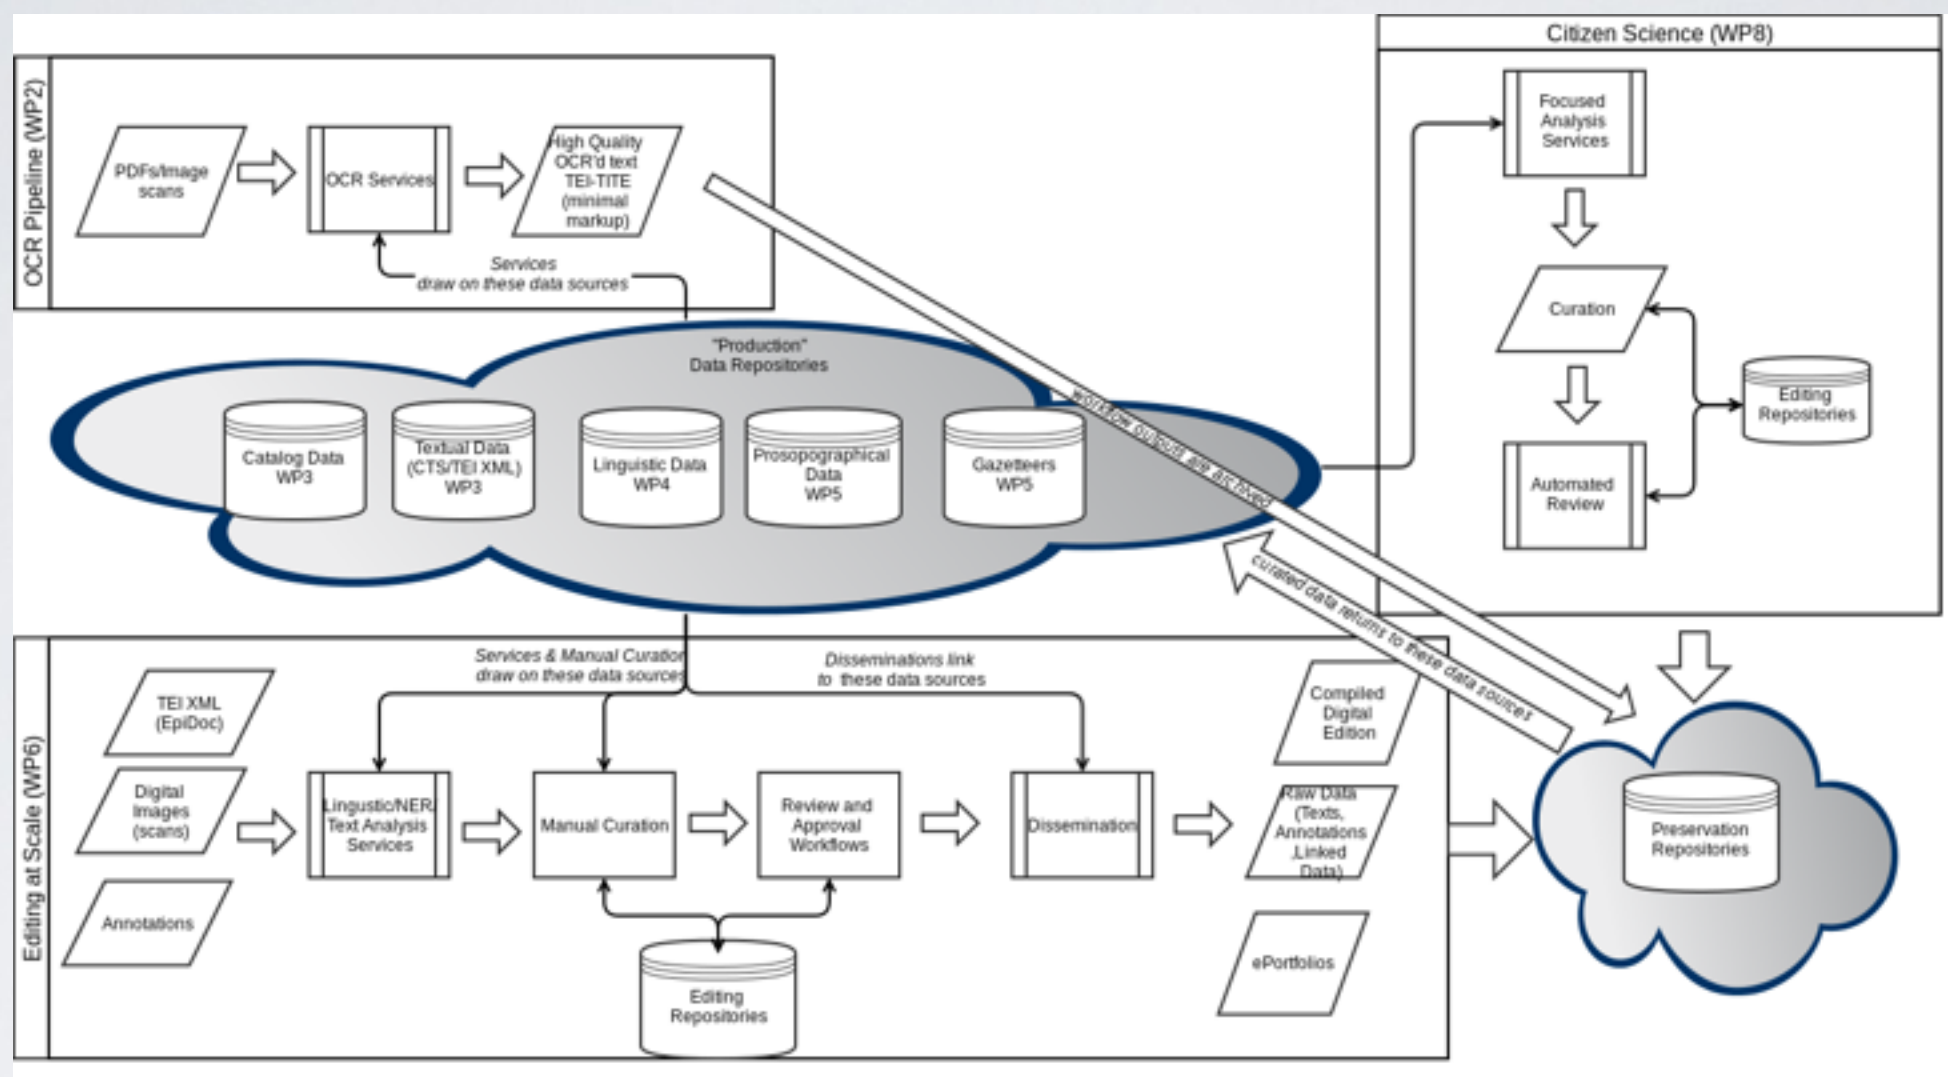 Citizen Science (WP8)
OCR Pipeline (WP2)
PDFs/Image
scans
OCR Services
High Quality
OCR'd text
TEI-TITE
(minimal
markup)
Services
draw on these data sources
Focused
Analysis
Services
Curation
Editing
Repositories
Automated
Review
"Production"
Data Repositories
Catalog Data
WP3
Textual Data
(CTS/TEI XML)
WP3
Linguistic Data
WP4
Prosopographical
Data
WP5
Gazetteers
WP5
workflow outputs are archived
curated data returns to these data sources
Editing at Scale (WP6)
Services & Manual Curation
draw on these data sources
Disseminations link
to these data sources
TEI XML
(EpiDoc)
Digital
Images
(scans)
Annotations
Lingustic/NER/
Text Analysis
Services
Manual Curation
Review and
Approval
Workflows
Dissemination
Editing
Repositories
Compiled
Digital
Edition
Raw Data
(Texts,
Annotations
,Linked
Data)
ePortfolios
Preservation
Repositories